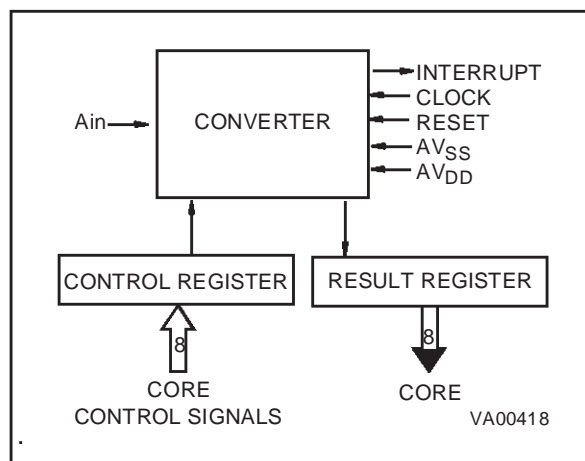 INTERRUPT
CLOCK
Ain
CONVERTER
RESET
AVSS
AVDD
CONTROL REGISTER
RESULT REGISTER
8
8
CORE
CONTROL SIGNALS
CORE
VA00418